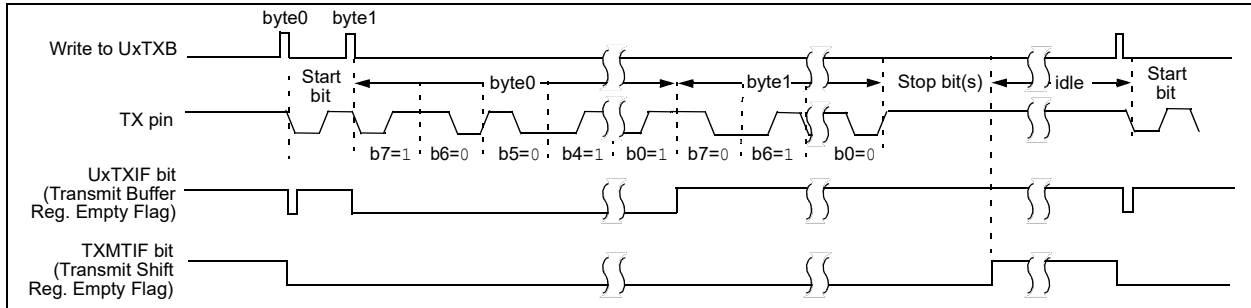 byte0 byte1
Write to UxTXB
Start
bit
byte0
byte1
Stop bit(s)
idle
Start
bit
TX pin
b7=1 b6=0 b5=0 b4=1 b0=1 b7=0 b6=1 b0=0
UxTXIF bit
(Transmit Buffer
Reg. Empty Flag)
TXMTIF bit
(Transmit Shift
Reg. Empty Flag)